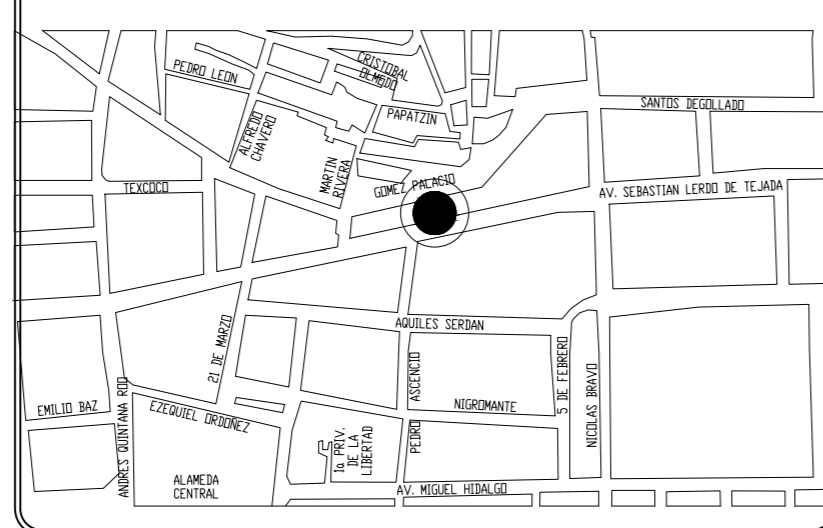 CRISTOBAL
OLMEDO
PEDRO LEON
SANTOS DEGOLLADO
PAPATZIN
ALFREDO
CHAVERO
MARTIN
RIVERA
GOMEZ PALACIO
TEXCOCO
AV. SEBASTIAN LERDO DE TEJADA
AQUILES SERDAN
21 DE MARZO
ASCENCIO
PEDRO
5 DE FEBRERO
NICOLAS BRAVO
NIGROMANTE
EMILIO BAZ
ANDRES QUINTANA ROO
EZEQUIEL ORDOÑEZ
1a PRIV.
DE LA
LIBERTAD
ALAMEDA
CENTRAL
AV. MIGUEL HIDALGO